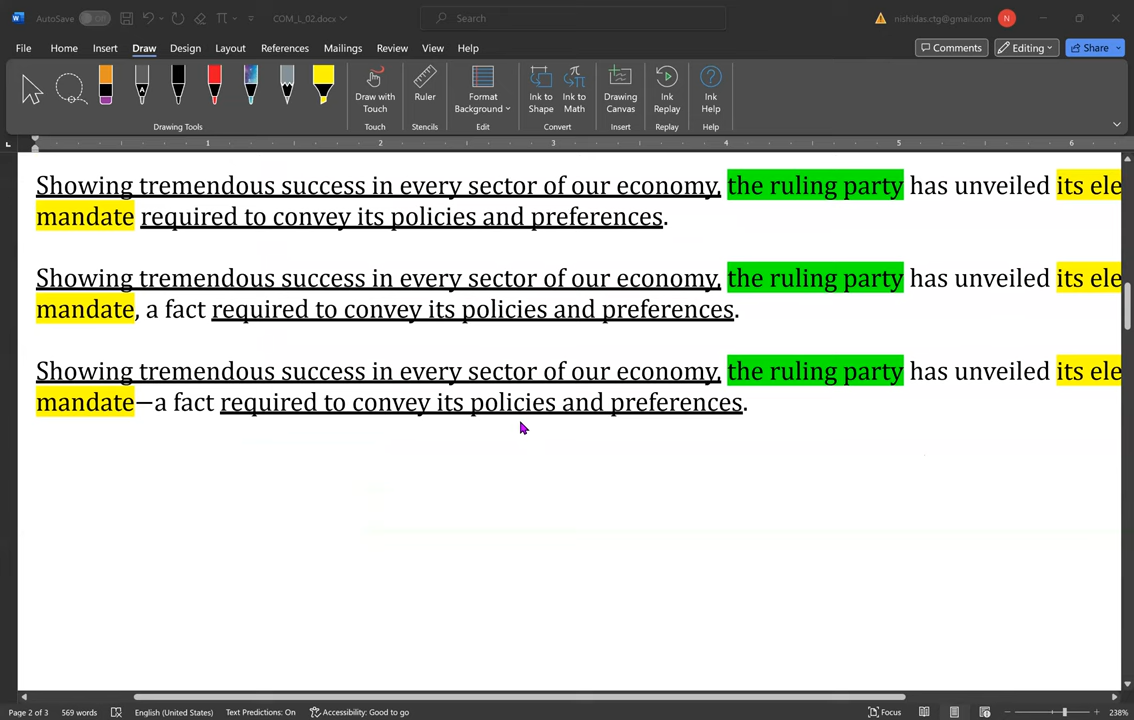 AutoSave Off COM_L_02.docx Search nishidas.ctg@gmail.com N
File Home Insert Draw Design Layout References Mailings Review View Help Comments Editing Share
Draw with Touch Ruler Format Background Ink to Shape Ink to Math Drawing Canvas Ink Replay Ink Help
Drawing Tools Touch Stencils Edit Convert Insert Replay Help
1 2 3 4 5 6
Showing tremendous success in every sector of our economy, the ruling party has unveiled its ele
mandate required to convey its policies and preferences.
Showing tremendous success in every sector of our economy, the ruling party has unveiled its ele
mandate, a fact required to convey its policies and preferences.
Showing tremendous success in every sector of our economy, the ruling party has unveiled its ele
mandate—a fact required to convey its policies and preferences.
Page 2 of 3 569 words English (United States) Text Predictions: On Accessibility: Good to go Focus 238%